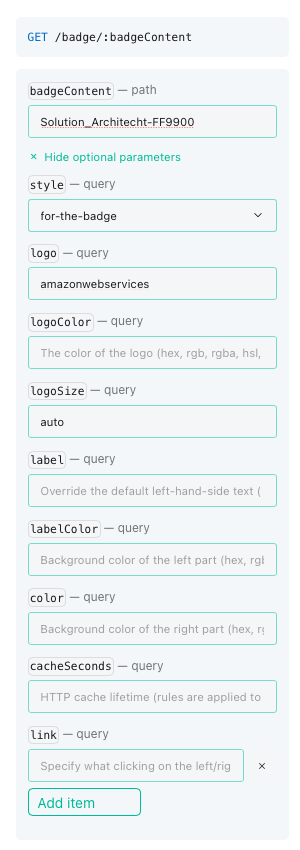 GET /badge/:badgeContent
badgeContent — path
Solution_Architecht-FF9900
× Hide optional parameters
style — query
for-the-badge
logo — query
amazonwebservices
logoColor — query
The color of the logo (hex, rgb, rgba, hsl,
logoSize — query
auto
label — query
Override the default left-hand-side text (
labelColor — query
Background color of the left part (hex, rgl
color — query
Background color of the right part (hex, r
cacheSeconds — query
HTTP cache lifetime (rules are applied to
link — query
Specify what clicking on the left/rig
×
Add item